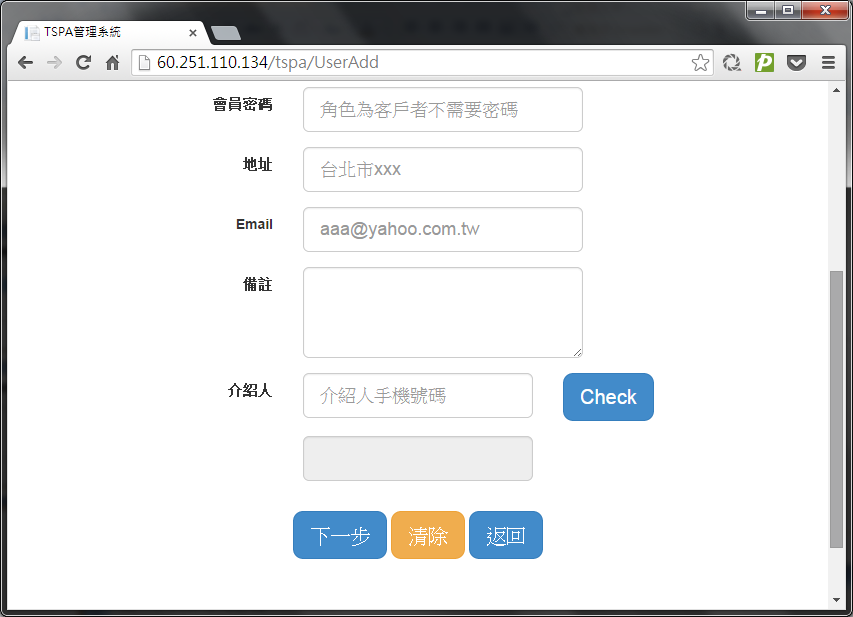 TSPA管理系統
60.251.110.134/tspa/UserAdd
會員密碼
角色為客戶者不需要密碼
地址
台北市xxx
Email
aaa@yahoo.com.tw
備註
介紹人
介紹人手機號碼
Check
下一步 清除 返回